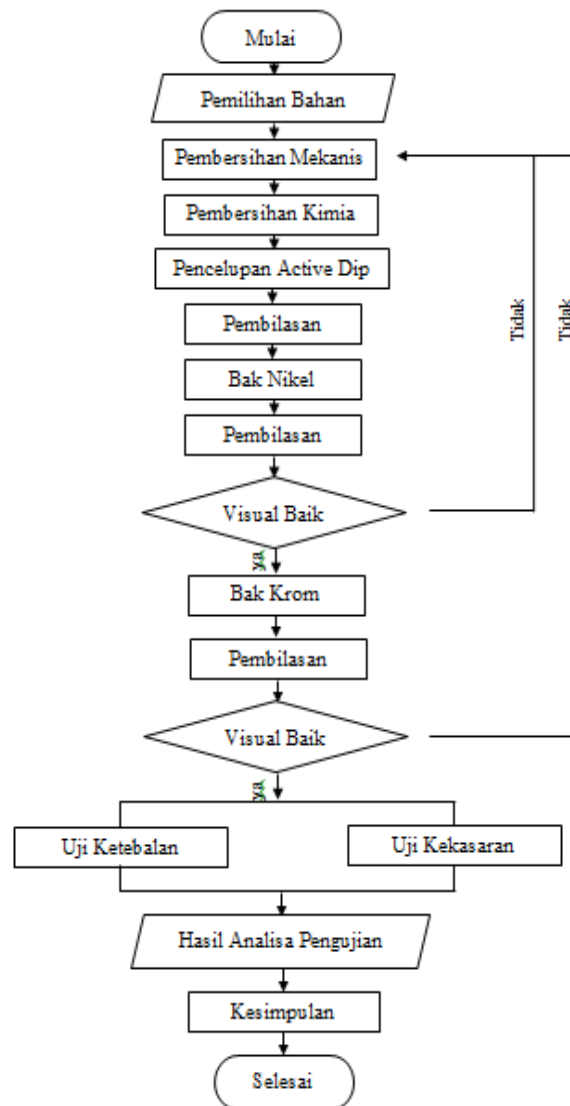 Mulai
Pemilihan Bahan
Pembersihan Mekanis
Pembersihan Kimia
Pencelupan Active Dip
Pembilasan
Bak Nikel
Pembilasan
Visual Baik
Tidak
Tidak
ya
Bak Krom
Pembilasan
Visual Baik
ya
Uji Ketebalan
Uji Kekasaran
Hasil Analisa Pengujian
Kesimpulan
Selesai